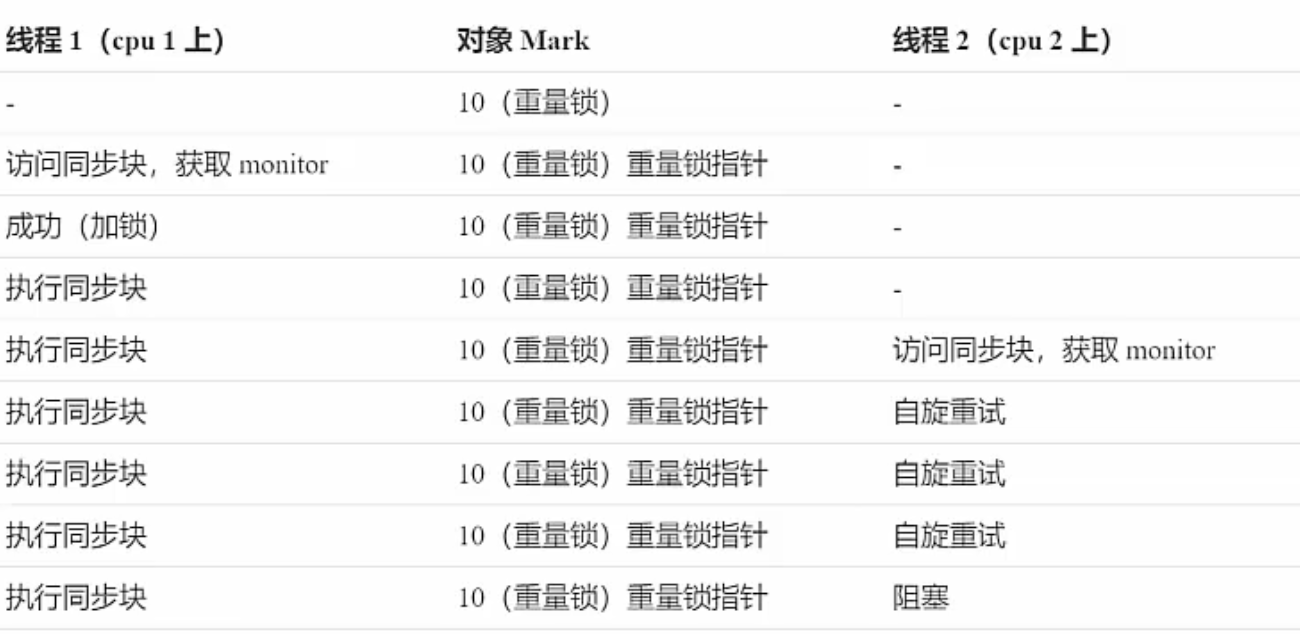 线程 1（cpu 1 上） 对象 Mark 线程 2（cpu 2 上）
- 10（重量锁） -
访问同步块，获取 monitor 10（重量锁）重量锁指针 -
成功（加锁） 10（重量锁）重量锁指针 -
执行同步块 10（重量锁）重量锁指针 -
执行同步块 10（重量锁）重量锁指针 访问同步块，获取 monitor
执行同步块 10（重量锁）重量锁指针 自旋重试
执行同步块 10（重量锁）重量锁指针 自旋重试
执行同步块 10（重量锁）重量锁指针 自旋重试
执行同步块 10（重量锁）重量锁指针 阻塞